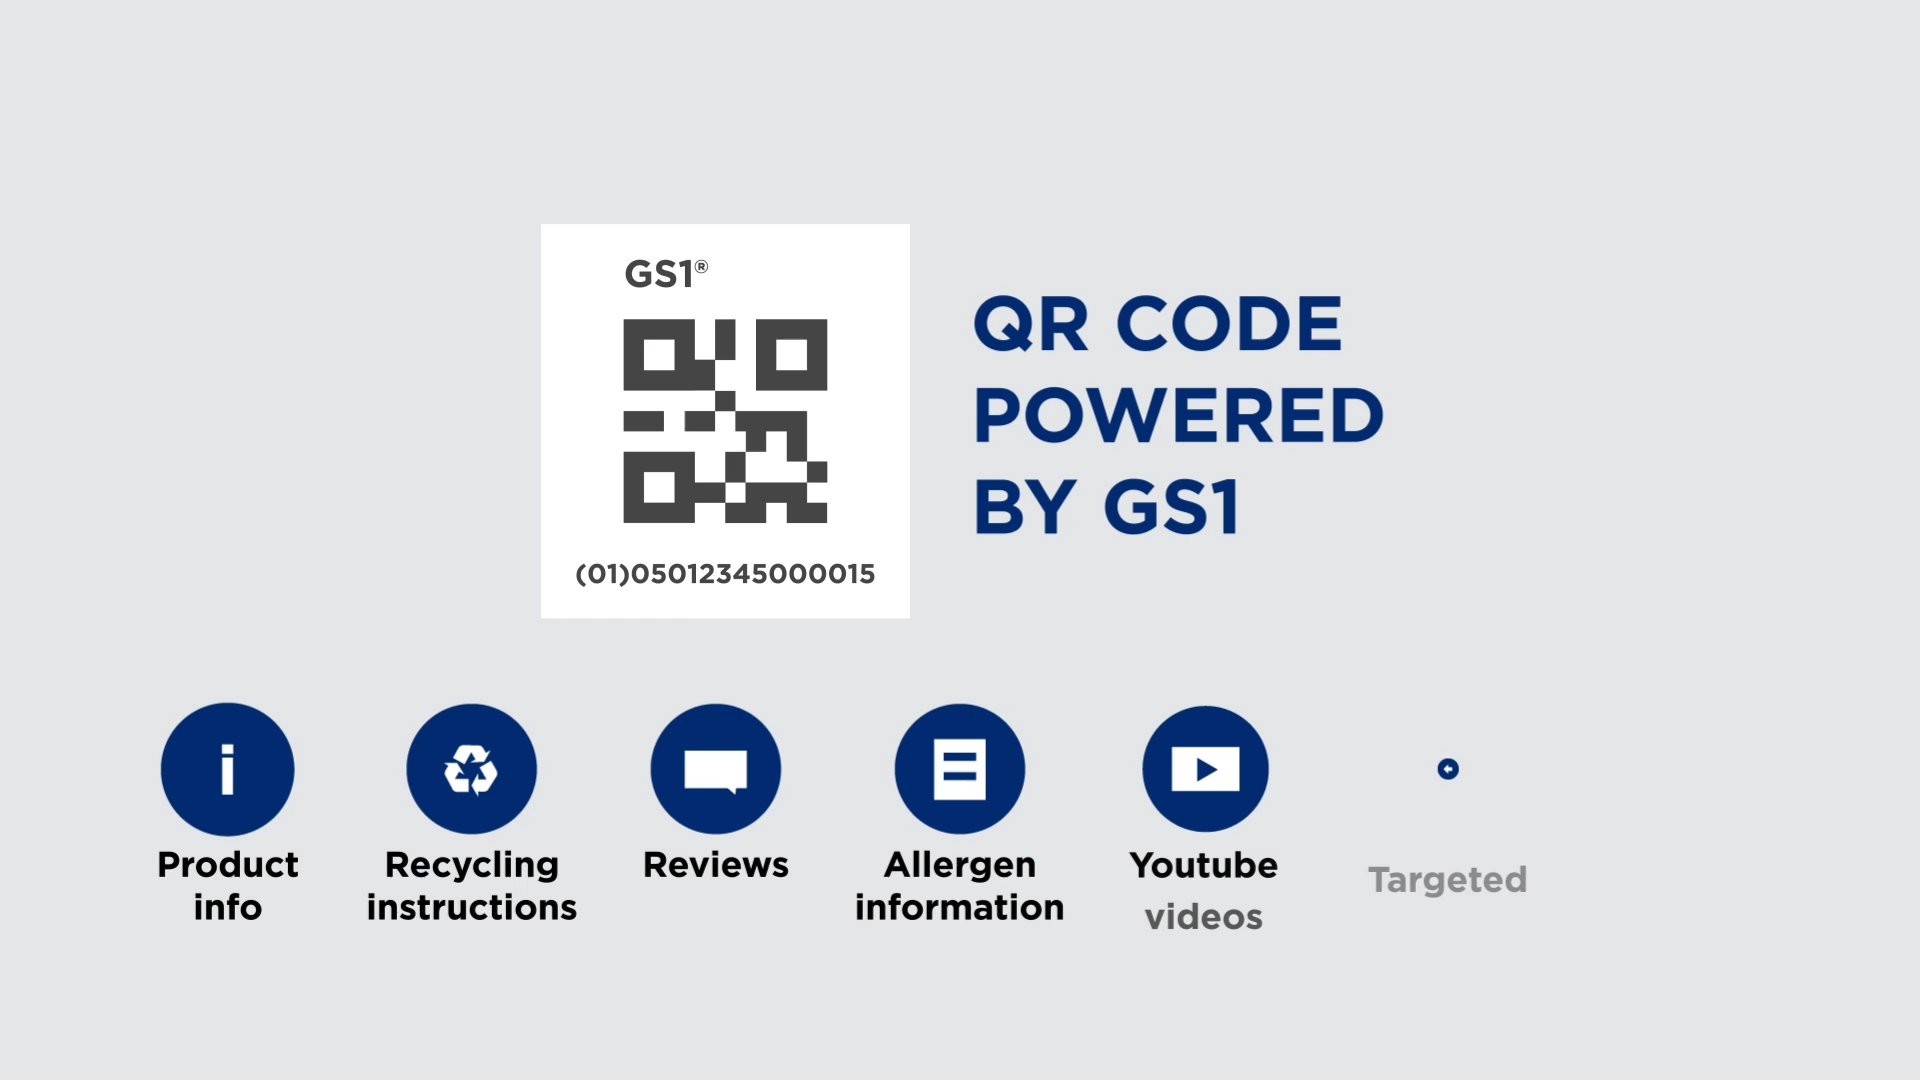 GS1®
(01)05012345000015
QR CODE
POWERED
BY GS1
Product
info
Recycling
instructions
Reviews
Allergen
information
Youtube
videos
Targeted